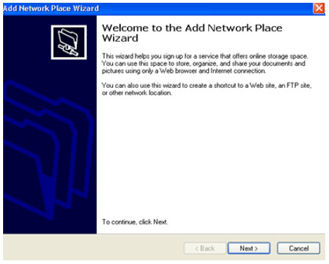 Add Network Place Wizard
Welcome to the Add Network Place
Wizard
This wizard helps you sign up for a service that offers online storage space.
You can use this space to store, organize, and share your documents and
pictures using only a Web browser and Internet connection.
You can also use this wizard to create a shortcut to a Web site, an FTP site,
or other network location.
To continue, click Next.
< Back
Next >
Cancel